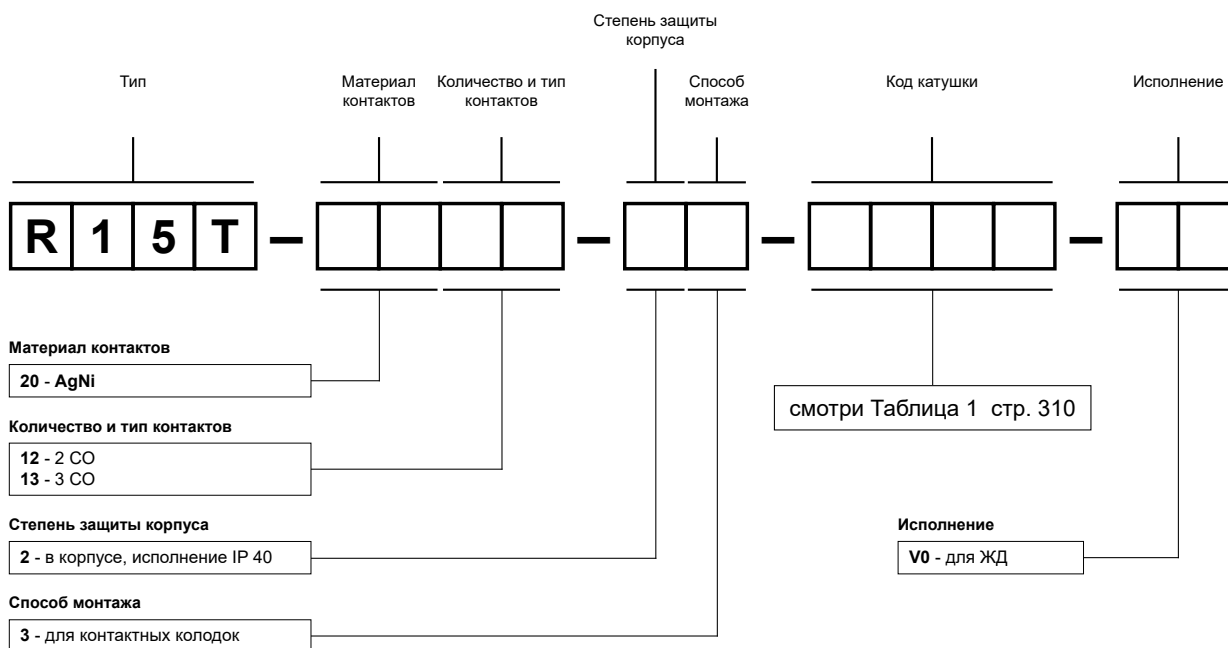 Степень защиты
корпуса
Тип
Материал
контактов
Количество и тип
контактов
Способ
монтажа
Код катушки
Исполнение
R 1 5 T – – – –
Материал контактов
20 - AgNi
Количество и тип контактов
12 - 2 CO
13 - 3 CO
Степень защиты корпуса
2 - в корпусе, исполнение IP 40
Способ монтажа
3 - для контактных колодок
смотри Таблица 1 стр. 310
Исполнение
V0 - для ЖД